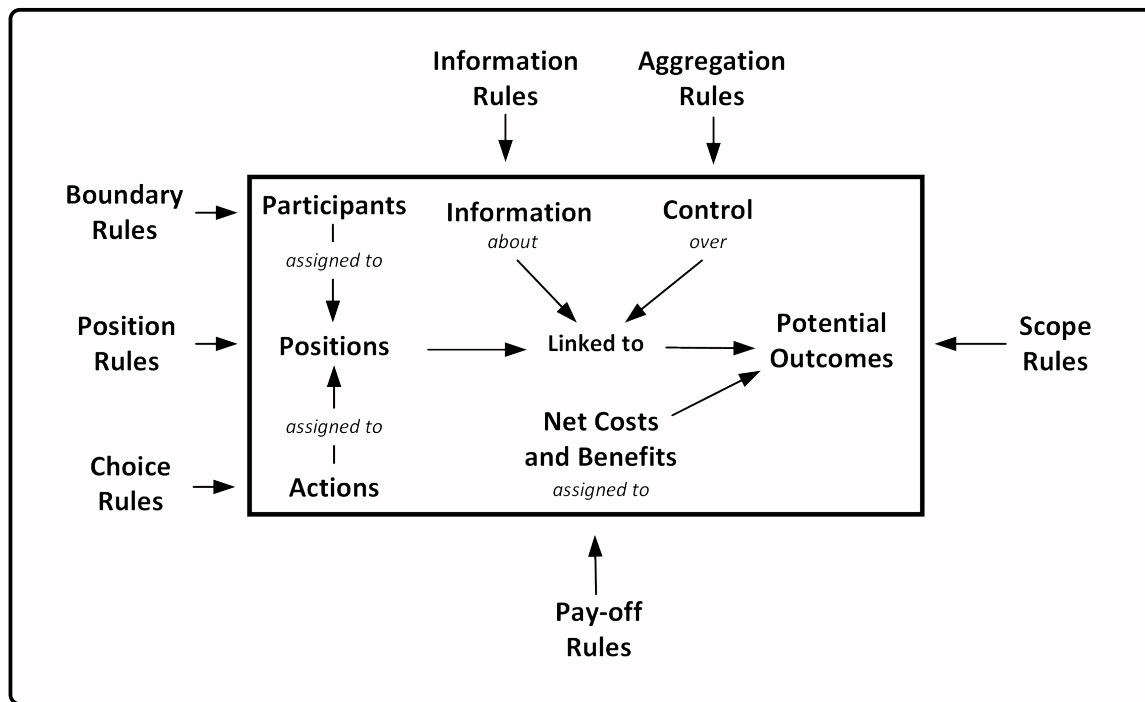 Information
Rules
Aggregation
Rules
Boundary
Rules
Participants
assigned to
Information
about
Control
over
Position
Rules
Positions
Linked to
Potential
Outcomes
Scope
Rules
assigned to
Net Costs
and Benefits
assigned to
Choice
Rules
Actions
Pay-off
Rules